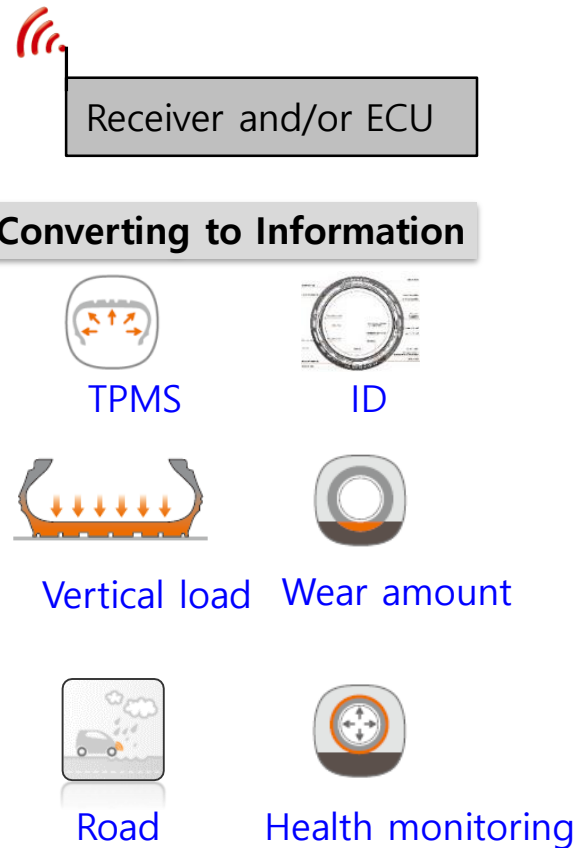 Receiver and/or ECU
Converting to Information
TPMS
ID
Vertical load
Wear amount
Road
Health monitoring